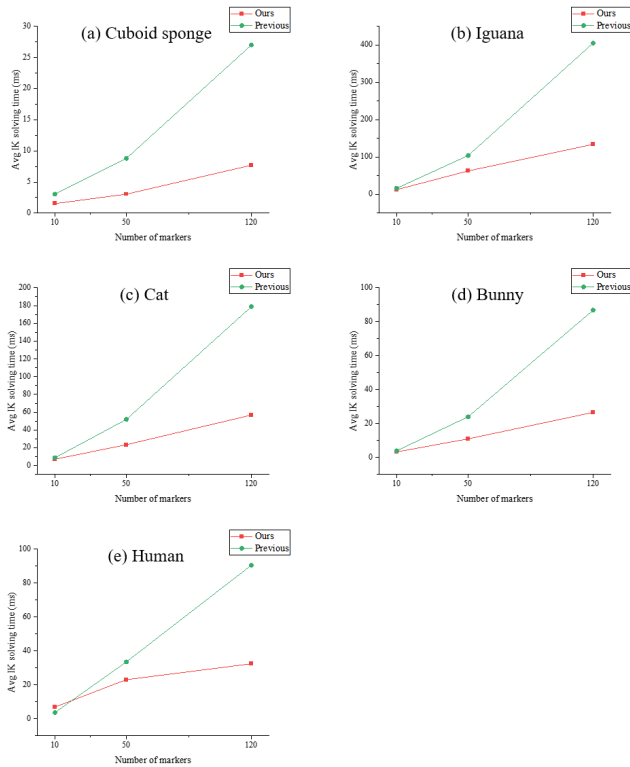 Ours
Previous
(a) Cuboid sponge
30
25
20
15
10
5
0
Avg IK solving time (ms)
10
50
120
Number of markers
Ours
Previous
(b) Iguana
400
300
200
100
0
Avg IK solving time (ms)
10
50
120
Number of markers
Ours
Previous
(c) Cat
200
180
160
140
120
100
80
60
40
20
0
Avg IK solving time (ms)
10
50
120
Number of markers
Ours
Previous
(d) Bunny
100
80
60
40
20
0
Avg IK solving time (ms)
10
50
120
Number of markers
Ours
Previous
(e) Human
100
80
60
40
20
0
Avg IK solving time (ms)
10
50
120
Number of markers